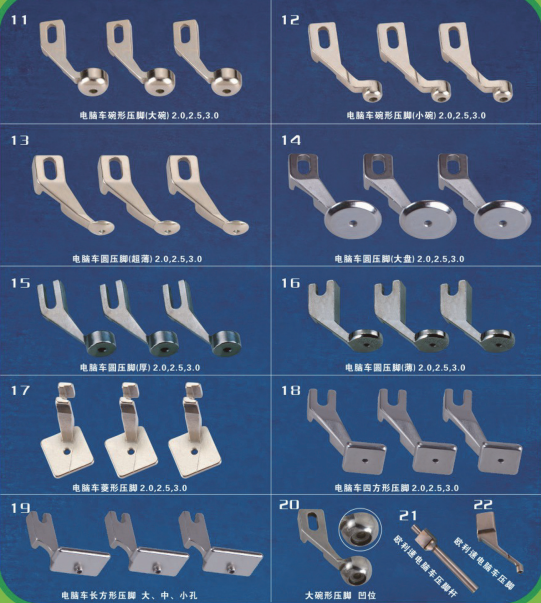 11
电脑车碗形压脚(大碗) 2.0,2.5,3.0
12
电脑车碗形压脚(小碗) 2.0,2.5,3.0
13
电脑车圆压脚(超薄) 2.0,2.5,3.0
14
电脑车圆压脚(大盘) 2.0,2.5,3.0
15
电脑车圆压脚(厚) 2.0,2.5,3.0
16
电脑车圆压脚(薄) 2.0,2.5,3.0
17
电脑车菱形压脚 2.0,2.5,3.0
18
电脑车四方形压脚 2.0,2.5,3.0
19
电脑车长方形压脚 大、中、小孔
20
大碗形压脚 凹位
21
欧利速电脑车压脚杆
22
欧利速电脑车压脚